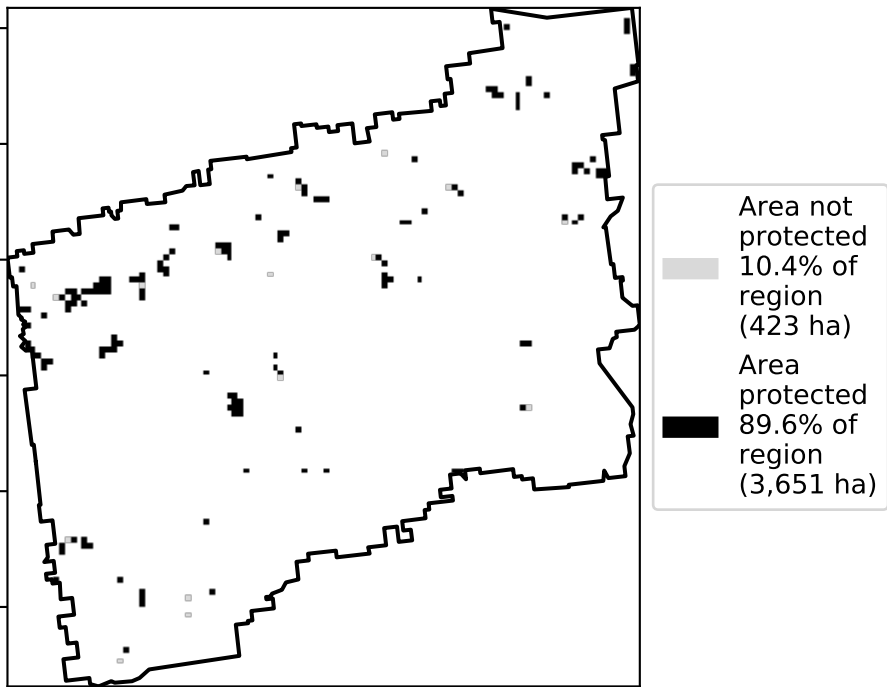 Area not
protected
10.4% of
region
(423 ha)
Area
protected
89.6% of
region
(3,651 ha)